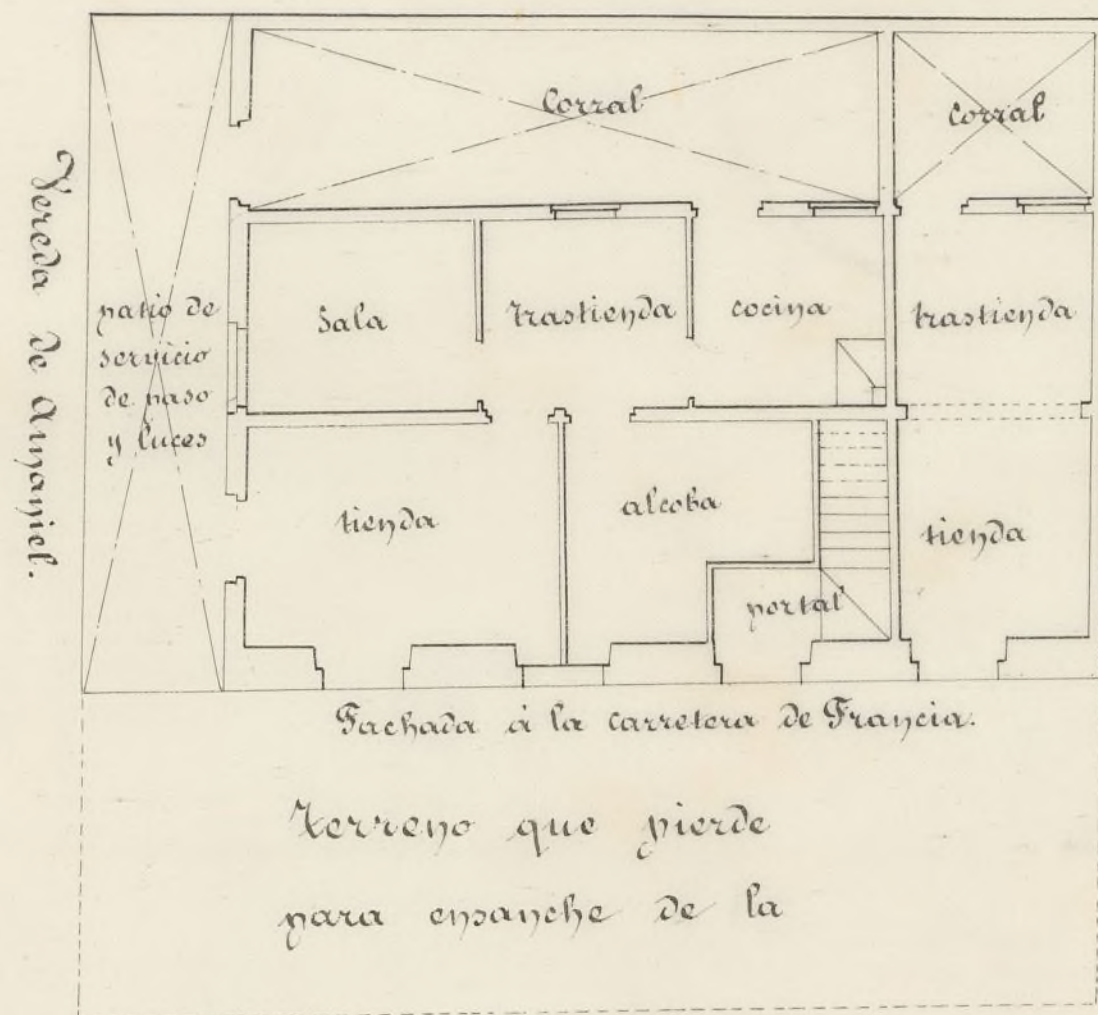 Corral
Corral
Vereda de Amaniel.
patio de
servicio
de paso
y luces
Sala
trastienda
cocina
trastienda
tienda
alcoba
tienda
portal
Fachada á la carretera de Francia.
Terreno que pierde
para ensanche de la